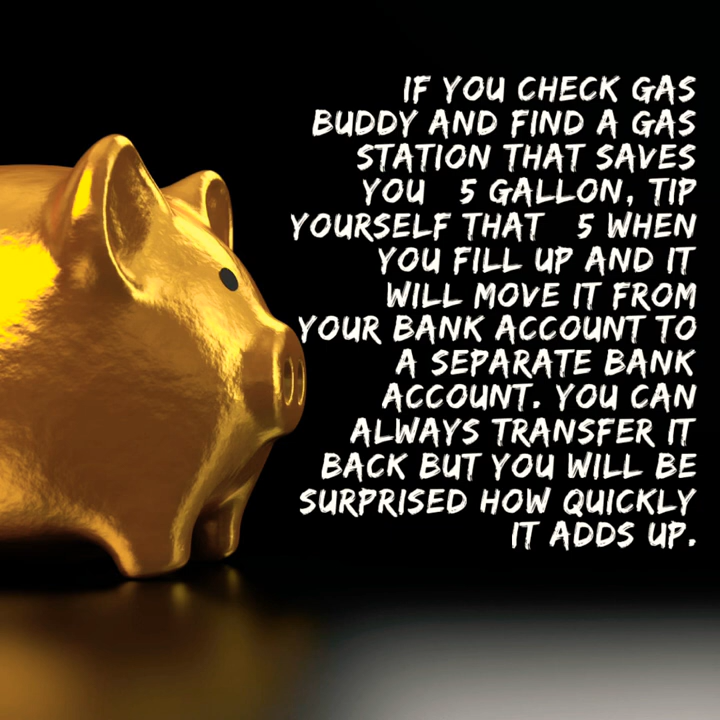 IF YOU CHECK GAS
BUDDY AND FIND A GAS
STATION THAT SAVES
YOU 5 GALLON, TIP
YOURSELF THAT 5 WHEN
YOU FILL UP AND IT
WILL MOVE IT FROM
YOUR BANK ACCOUNT TO
A SEPARATE BANK
ACCOUNT. YOU CAN
ALWAYS TRANSFER IT
BACK BUT YOU WILL BE
SURPRISED HOW QUICKLY
IT ADDS UP.